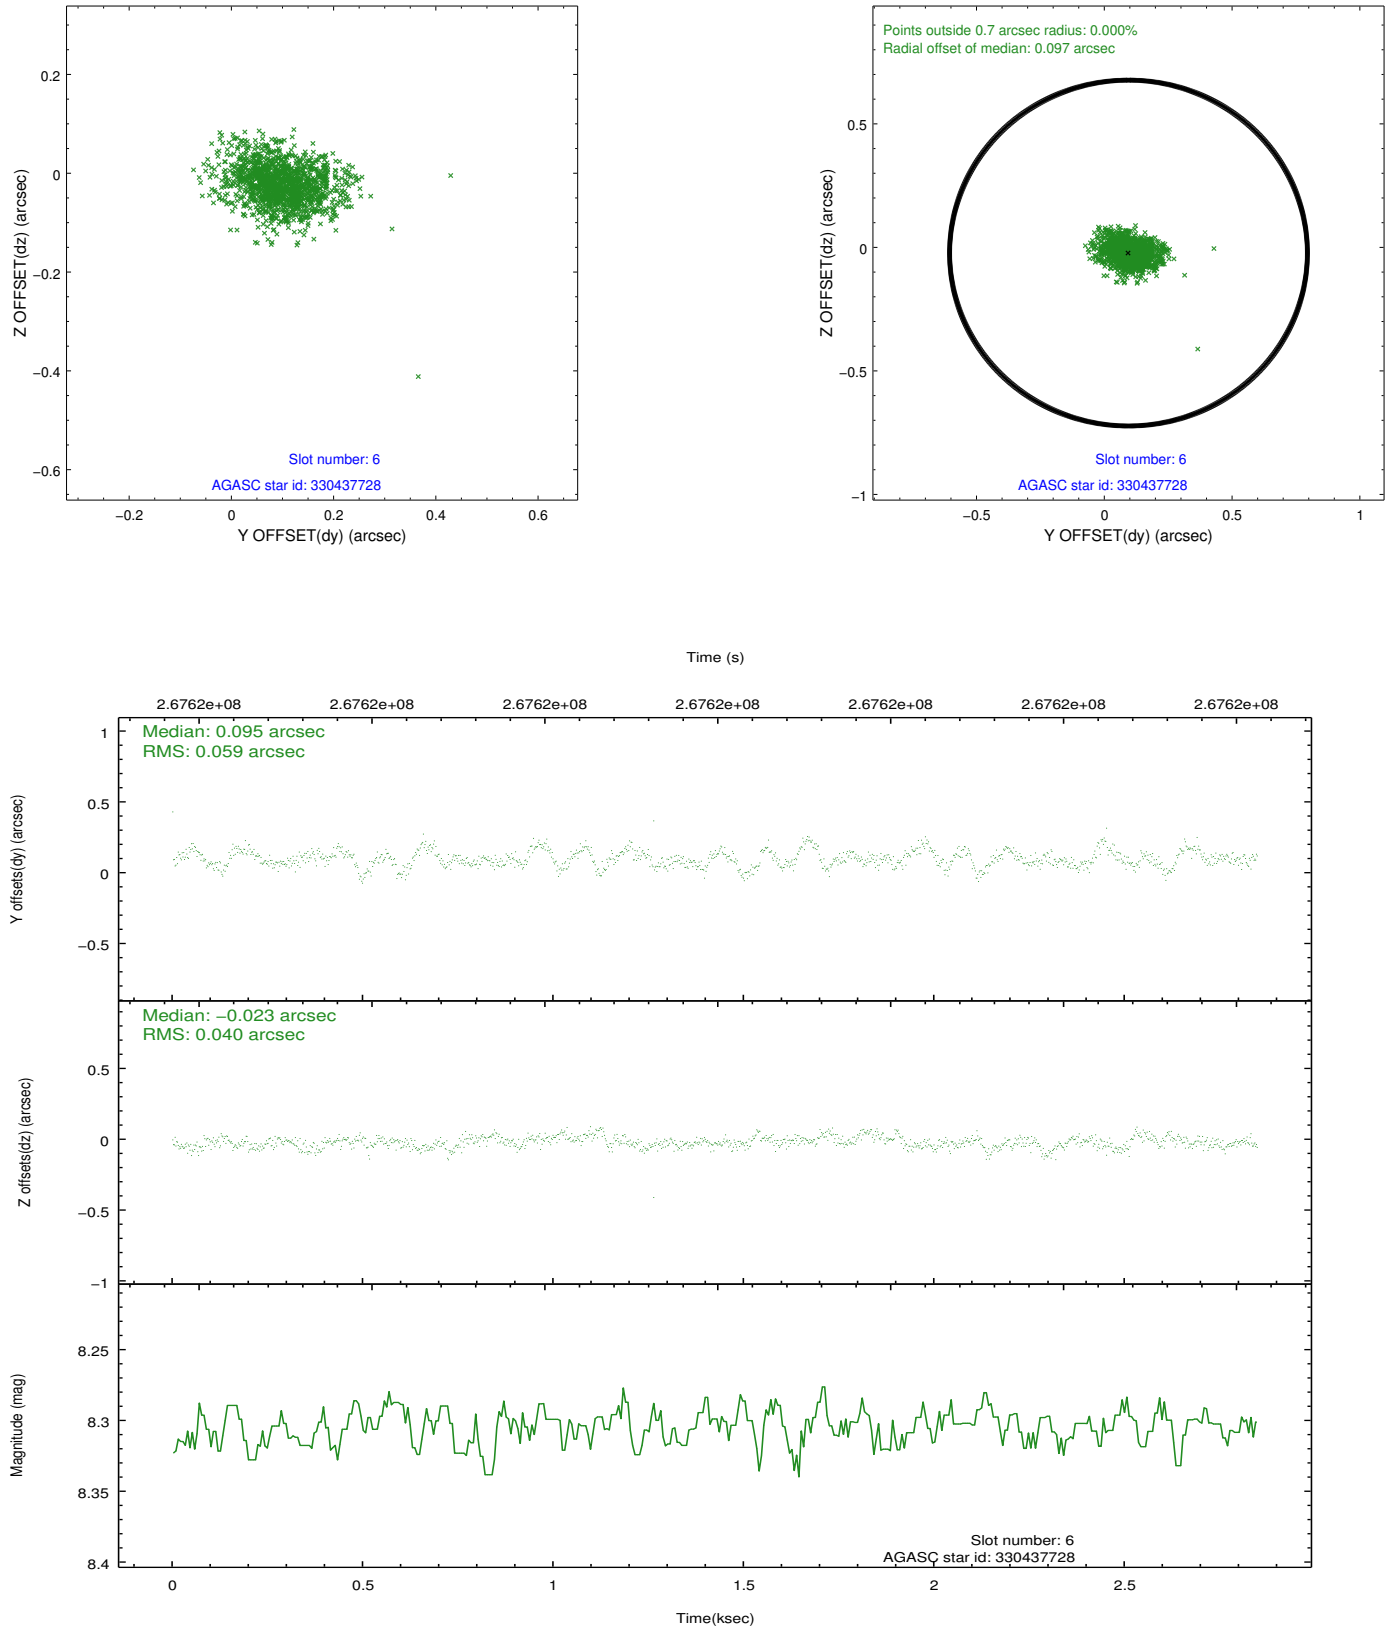 0.2
0
−0.2
−0.4
−0.6
Z OFFSET(dz) (arcsec)
Slot number: 6
AGASC star id: 330437728
−0.2 0 0.2 0.4 0.6
Y OFFSET(dy) (arcsec)
Points outside 0.7 arcsec radius: 0.000%
Radial offset of median: 0.097 arcsec
0.5
0
−0.5
−1
Z OFFSET(dz) (arcsec)
Slot number: 6
AGASC star id: 330437728
−0.5 0 0.5 1
Y OFFSET(dy) (arcsec)
Time (s)
2.6762e+08 2.6762e+08 2.6762e+08 2.6762e+08 2.6762e+08 2.6762e+08 2.6762e+08
Median: 0.095 arcsec
RMS: 0.059 arcsec
1
0.5
0
−0.5
Y offsets(dy) (arcsec)
Median: −0.023 arcsec
RMS: 0.040 arcsec
0.5
0
−0.5
−1
Z offsets(dz) (arcsec)
8.25
8.3
8.35
8.4
Magnitude (mag)
Slot number: 6
AGASC star id: 330437728
0 0.5 1 1.5 2 2.5
Time(ksec)